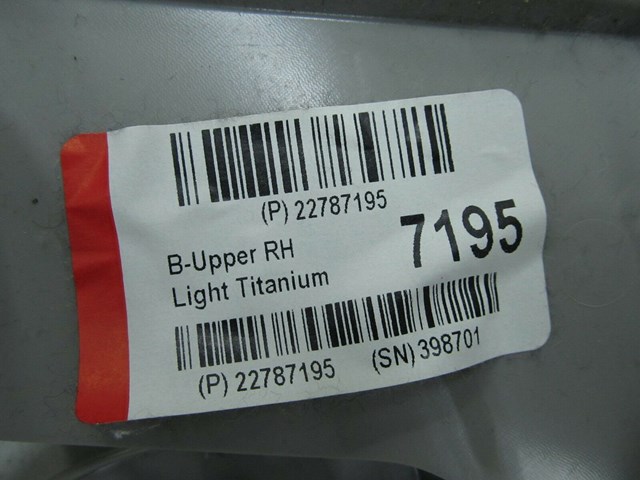 (P) 22787195
7195
B-Upper RH
Light Titanium
(P) 22787195 (SN) 398701